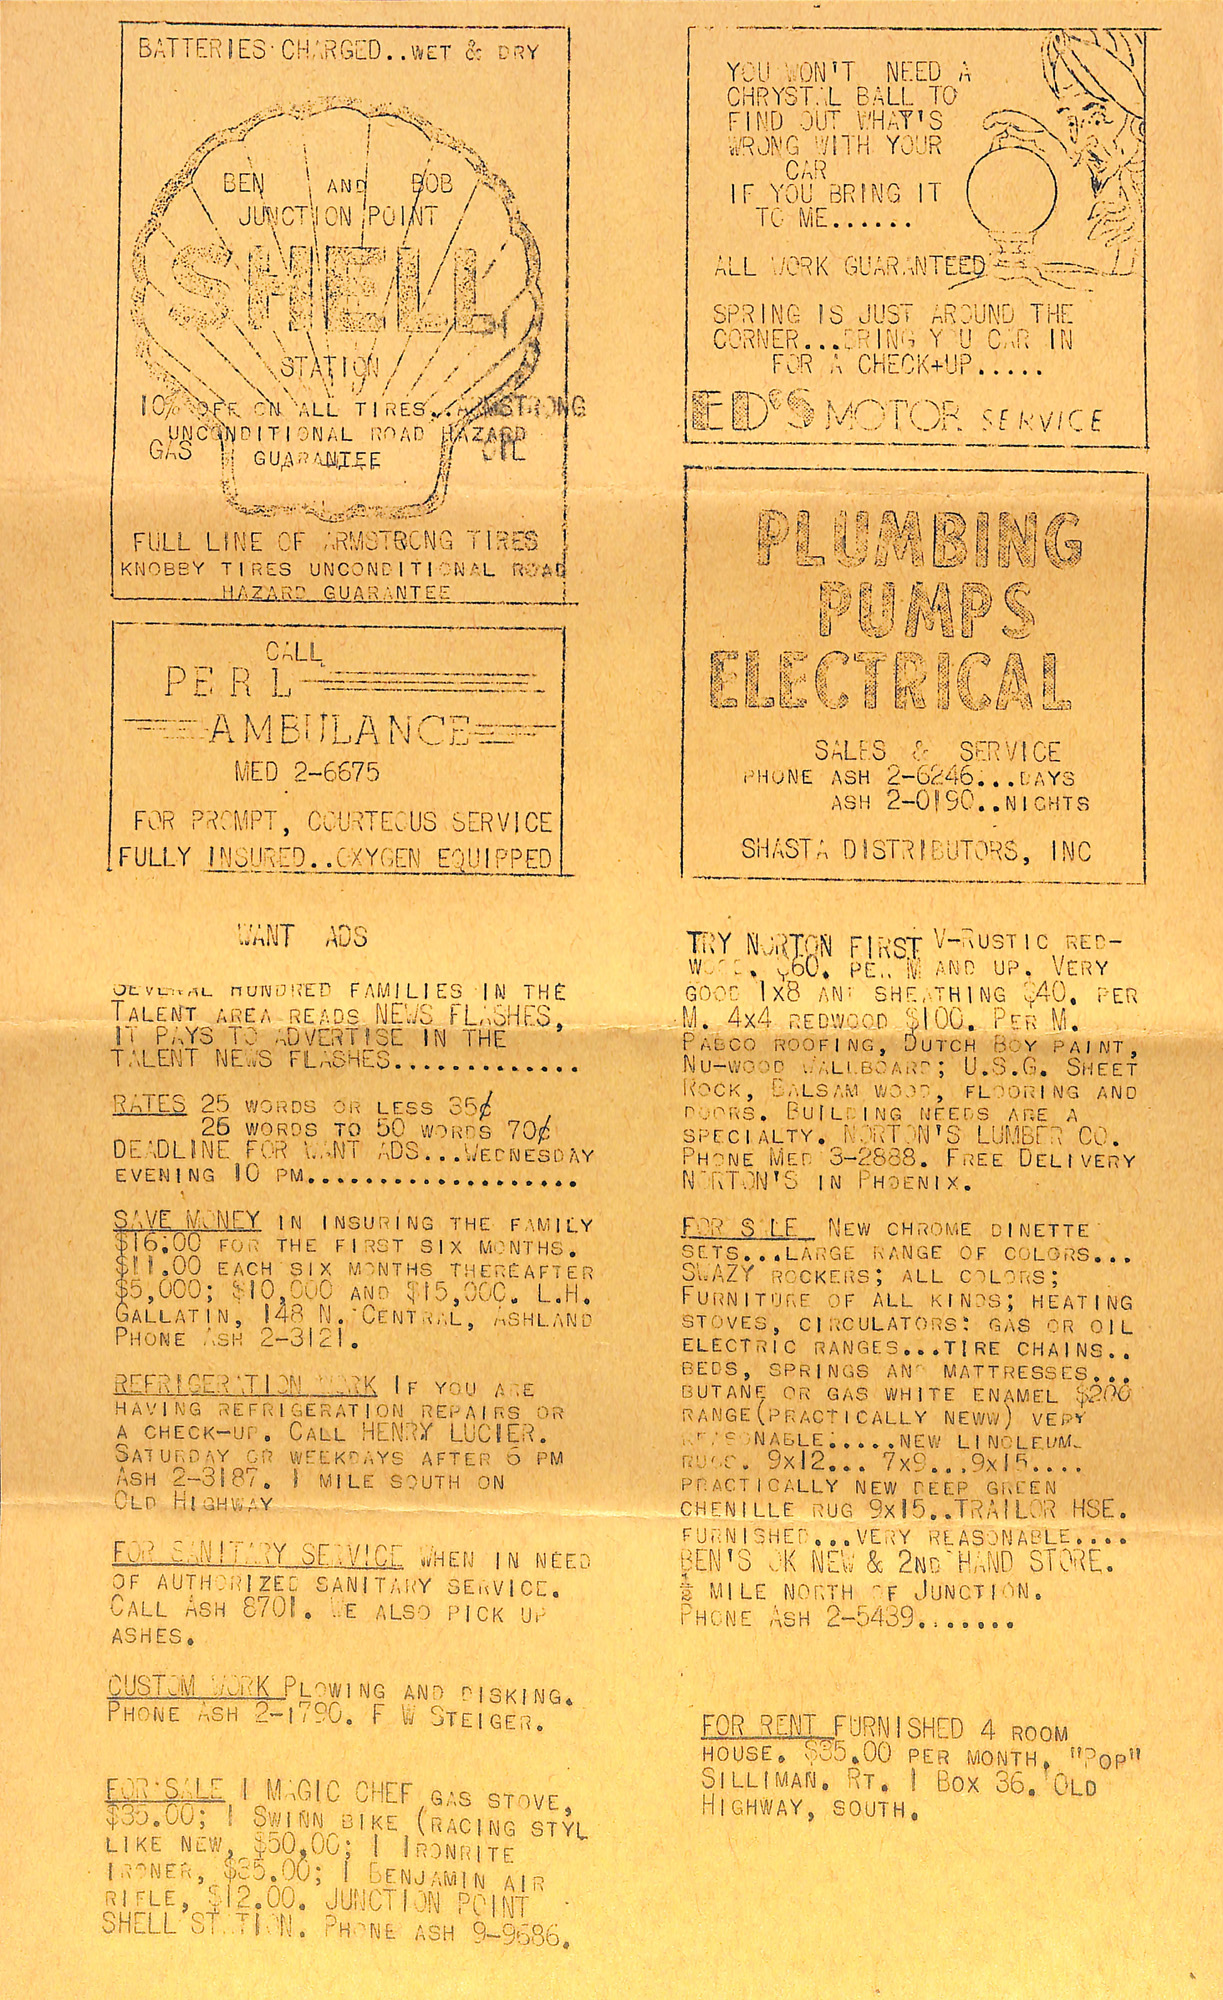 BATTERIES CHARGED..WET & DRY
BEN AND BOB
JUNCTION POINT
SHELL
STATION
10% OFF ON ALL TIRES...ARMSTRONG
UNCONDITIONAL ROAD HAZARD
GAS GUARANTEE OIL
FULL LINE OF ARMSTRONG TIRES
KNOBBY TIRES UNCONDITIONAL ROAD
HAZARD GUARANTEE
CALL
PERL
AMBULANCE
MED 2-6675
FOR PROMPT, COURTEOUS SERVICE
FULLY INSURED..OXYGEN EQUIPPED
WANT ADS
SEVERAL HUNDRED FAMILIES IN THE
TALENT AREA READS NEWS FLASHES,
IT PAYS TO ADVERTISE IN THE
TALENT NEWS FLASHES.............
RATES 25 WORDS OR LESS 35¢
26 WORDS TO 50 WORDS 70¢
DEADLINE FOR WANT ADS...WEDNESDAY
EVENING 10 PM...................
SAVE MONEY IN INSURING THE FAMILY
$16.00 FOR THE FIRST SIX MONTHS.
$11.00 EACH SIX MONTHS THEREAFTER
$5,000; $10,000 AND $15,000. L.H.
GALLATIN, 148 N. CENTRAL, ASHLAND
PHONE ASH 2-3121.
REFRIGERATION WORK IF YOU ARE
HAVING REFRIGERATION REPAIRS OR
A CHECK-UP. CALL HENRY LUCIER.
SATURDAY OR WEEKDAYS AFTER 6 PM
ASH 2-3187. 1 MILE SOUTH ON
OLD HIGHWAY
FOR SANITARY SERVICE WHEN IN NEED
OF AUTHORIZED SANITARY SERVICE.
CALL ASH 8701. WE ALSO PICK UP
ASHES.
CUSTOM WORK PLOWING AND DISKING.
PHONE ASH 2-1790. F W STEIGER.
FOR SALE 1 MAGIC CHEF GAS STOVE,
$35.00; 1 SWINN BIKE (RACING STYL
LIKE NEW, $50.00; 1 IRONRITE
IRONER, $35.00; 1 BENJAMIN AIR
RIFLE, $12.00. JUNCTION POINT
SHELL STATION. PHONE ASH 9-9686.
YOU WON'T NEED A
CHRYSTAL BALL TO
FIND OUT WHAT'S
WRONG WITH YOUR
CAR
IF YOU BRING IT
TO ME......
ALL WORK GUARANTEED
SPRING IS JUST AROUND THE
CORNER...BRING YOU CAR IN
FOR A CHECK+UP.....
ED'S MOTOR SERVICE
PLUMBING
PUMPS
ELECTRICAL
SALES & SERVICE
PHONE ASH 2-6246...DAYS
ASH 2-0190..NIGHTS
SHASTA DISTRIBUTORS, INC
TRY NORTON FIRST V-RUSTIC RED-
WOOD. $60. PER M AND UP. VERY
GOOD 1X8 AND SHEATHING $40. PER
M. 4X4 REDWOOD $100. PER M.
PABCO ROOFING, DUTCH BOY PAINT,
NU-WOOD WALLBOARD; U.S.G. SHEET
ROCK, BALSAM WOOD, FLOORING AND
DOORS. BUILDING NEEDS ARE A
SPECIALTY. NORTON'S LUMBER CO.
PHONE MED 3-2888. FREE DELIVERY
NORTON'S IN PHOENIX.
FOR SALE NEW CHROME DINETTE
SETS...LARGE RANGE OF COLORS...
SWAZY ROCKERS; ALL COLORS;
FURNITURE OF ALL KINDS; HEATING
STOVES, CIRCULATORS: GAS OR OIL
ELECTRIC RANGES...TIRE CHAINS..
BEDS, SPRINGS AND MATTRESSES...
BUTANE OR GAS WHITE ENAMEL $200
RANGE(PRACTICALLY NEWW) VERY
REASONABLE.....NEW LINOLEUM
RUGS. 9X12... 7X9...9X15....
PRACTICALLY NEW DEEP GREEN
CHENILLE RUG 9X15..TRAILOR HSE.
FURNISHED...VERY REASONABLE....
BEN'S OK NEW & 2ND HAND STORE.
½ MILE NORTH OF JUNCTION.
PHONE ASH 2-5439.......
FOR RENT FURNISHED 4 ROOM
HOUSE. $35.00 PER MONTH. "POP"
SILLIMAN. RT. 1 BOX 36. OLD
HIGHWAY, SOUTH.